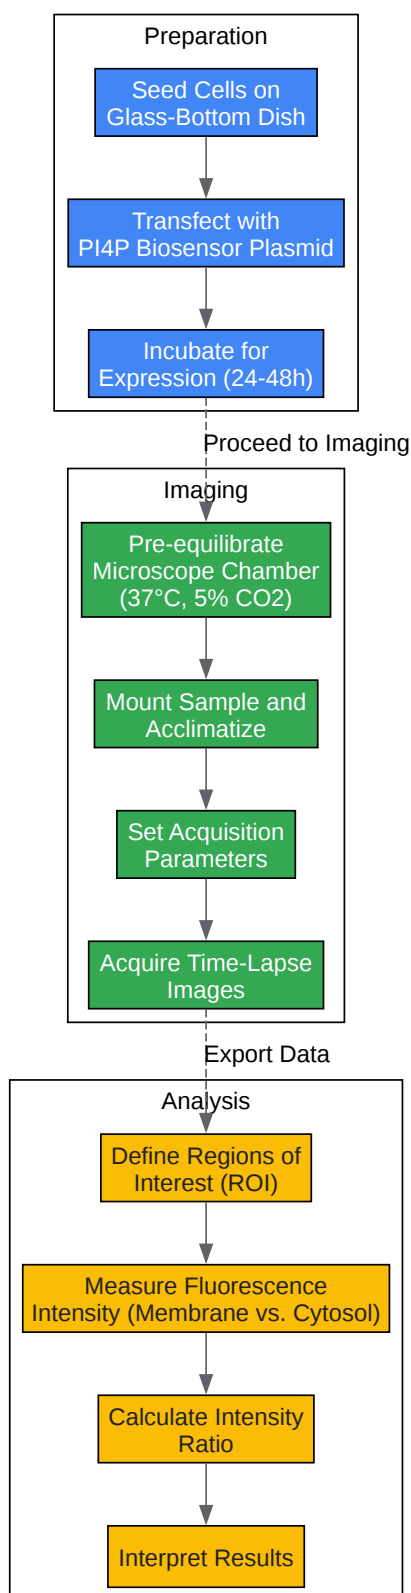 Preparation
Seed Cells on
Glass-Bottom Dish
Transfect with
PI4P Biosensor Plasmid
Incubate for
Expression (24-48h)
Proceed to Imaging
Imaging
Pre-equilibrate
Microscope Chamber
(37°C, 5% CO2)
Mount Sample and
Acclimatize
Set Acquisition
Parameters
Acquire Time-Lapse
Images
Export Data
Analysis
Define Regions of
Interest (ROI)
Measure Fluorescence
Intensity (Membrane vs. Cytosol)
Calculate Intensity
Ratio
Interpret Results